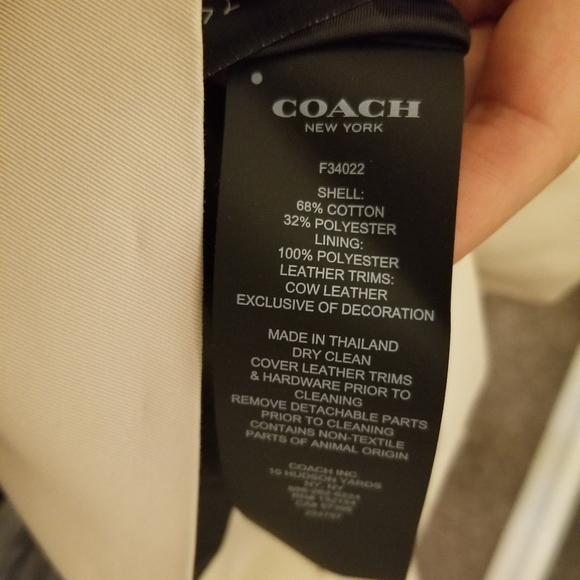 COACH
NEW YORK
F34022
SHELL:
68% COTTON
32% POLYESTER
LINING:
100% POLYESTER
LEATHER TRIMS:
COW LEATHER
EXCLUSIVE OF DECORATION
MADE IN THAILAND
DRY CLEAN
COVER LEATHER TRIMS
& HARDWARE PRIOR TO
CLEANING
REMOVE DETACHABLE PARTS
PRIOR TO CLEANING
CONTAINS NON-TEXTILE
PARTS OF ANIMAL ORIGIN
COACH INC.
10 HUDSON YARDS
NY, NY